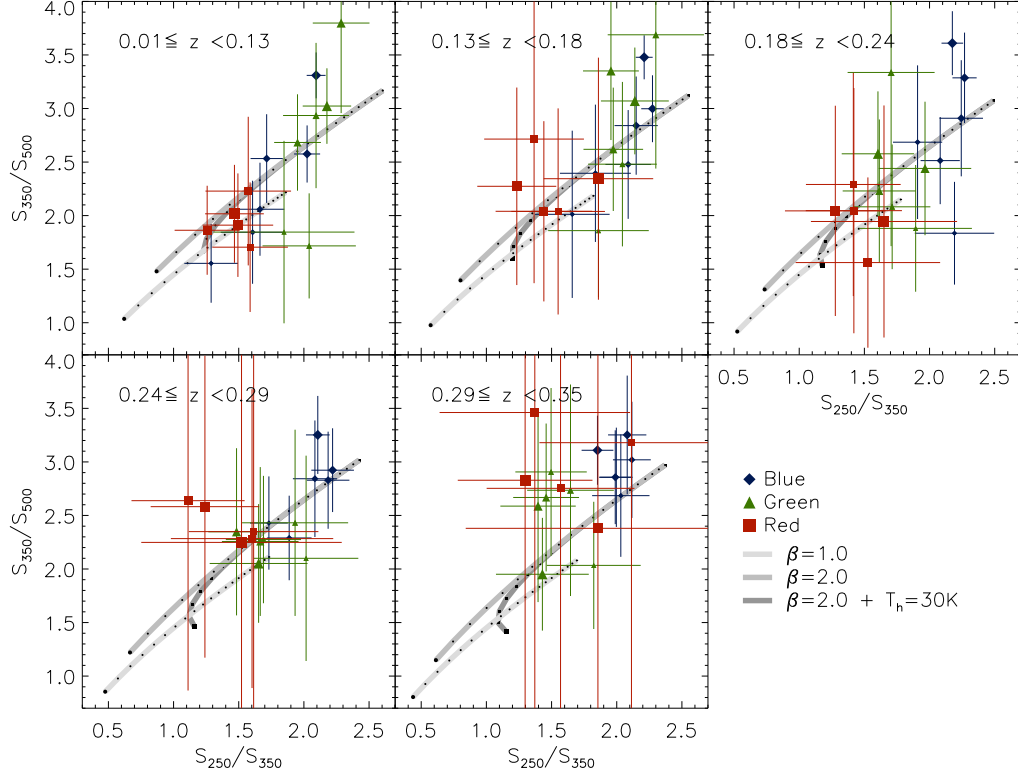 4.0
3.5
3.0
2.5
2.0
1.5
1.0
S350/S500
0.01≦ z <0.13
0.13≦ z <0.18
0.18≦ z <0.24
0.5 1.0 1.5 2.0 2.5
S250/S350
4.0
3.5
3.0
2.5
2.0
1.5
1.0
S350/S500
0.24≦ z <0.29
0.29≦ z <0.35
0.5 1.0 1.5 2.0 2.5
0.5 1.0 1.5 2.0 2.5
S250/S350
S250/S350
Blue
Green
Red
β=1.0
β=2.0
β=2.0 + Th=30K